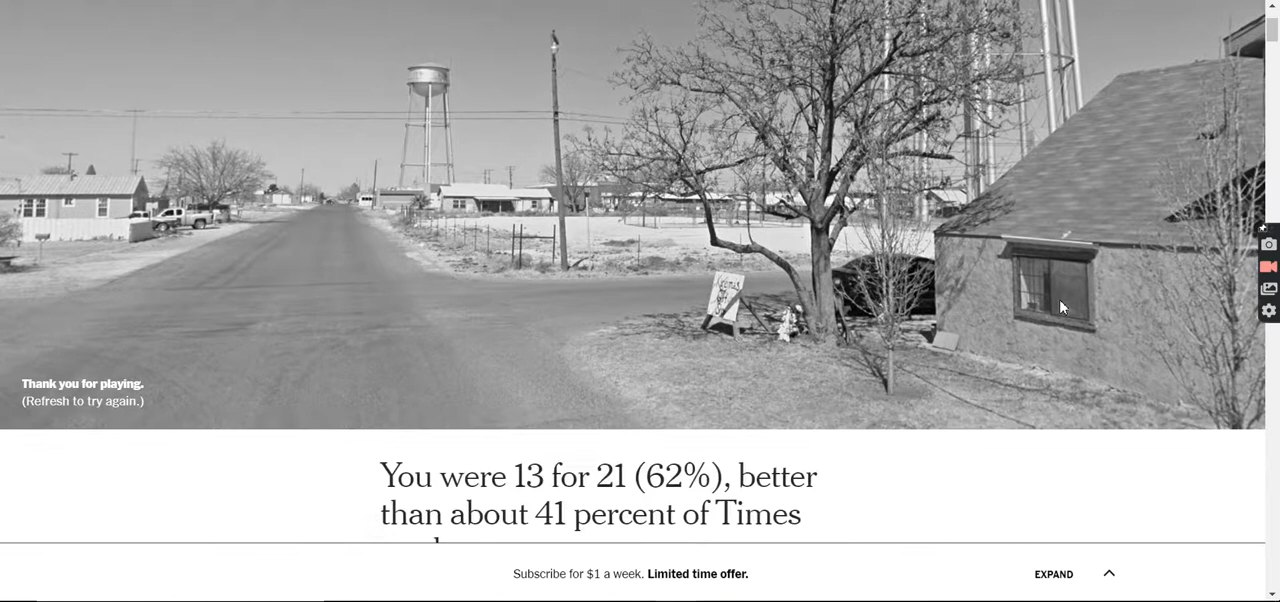 Thank you for playing.
(Refresh to try again.)
You were 13 for 21 (62%), better
than about 41 percent of Times
Subscribe for $1 a week. Limited time offer.
EXPAND